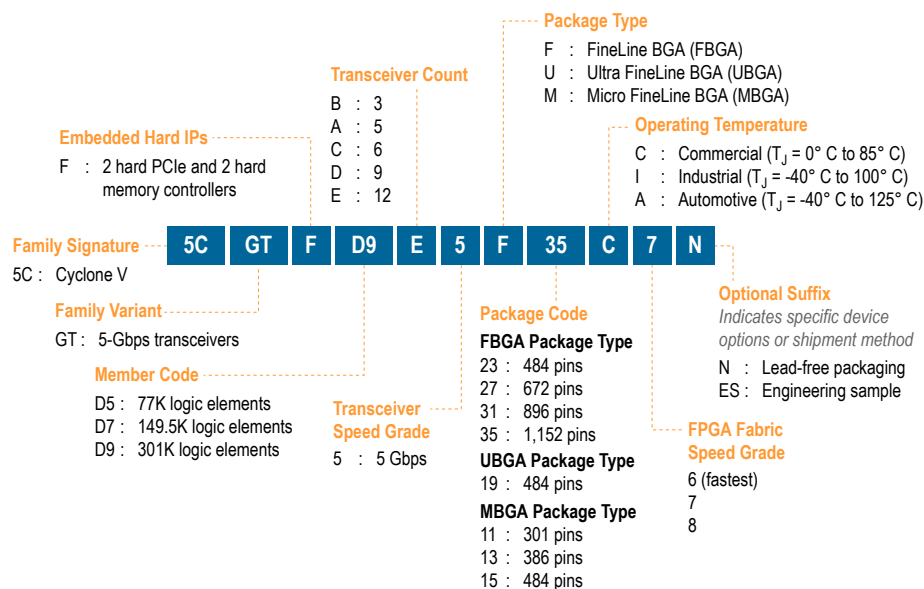 Package Type
F : FineLine BGA (FBGA)
U : Ultra FineLine BGA (UBGA)
M : Micro FineLine BGA (MBGA)
Transceiver Count
B : 3
A : 5
C : 6
D : 9
E : 12
Operating Temperature
C : Commercial (TJ = 0° C to 85° C)
I : Industrial (TJ = -40° C to 100° C)
A : Automotive (TJ = -40° C to 125° C)
Embedded Hard IPs
F : 2 hard PCIe and 2 hard
memory controllers
5C GT F D9 E 5 F 35 C 7 N
Family Signature
5C : Cyclone V
Family Variant
GT : 5-Gbps transceivers
Member Code
D5 : 77K logic elements
D7 : 149.5K logic elements
D9 : 301K logic elements
Transceiver
Speed Grade
5 : 5 Gbps
Package Code
FBGA Package Type
23 : 484 pins
27 : 672 pins
31 : 896 pins
35 : 1,152 pins
UBGA Package Type
19 : 484 pins
MBGA Package Type
11 : 301 pins
13 : 386 pins
15 : 484 pins
Optional Suffix
Indicates specific device
options or shipment method
N : Lead-free packaging
ES : Engineering sample
FPGA Fabric
Speed Grade
6 (fastest)
7
8